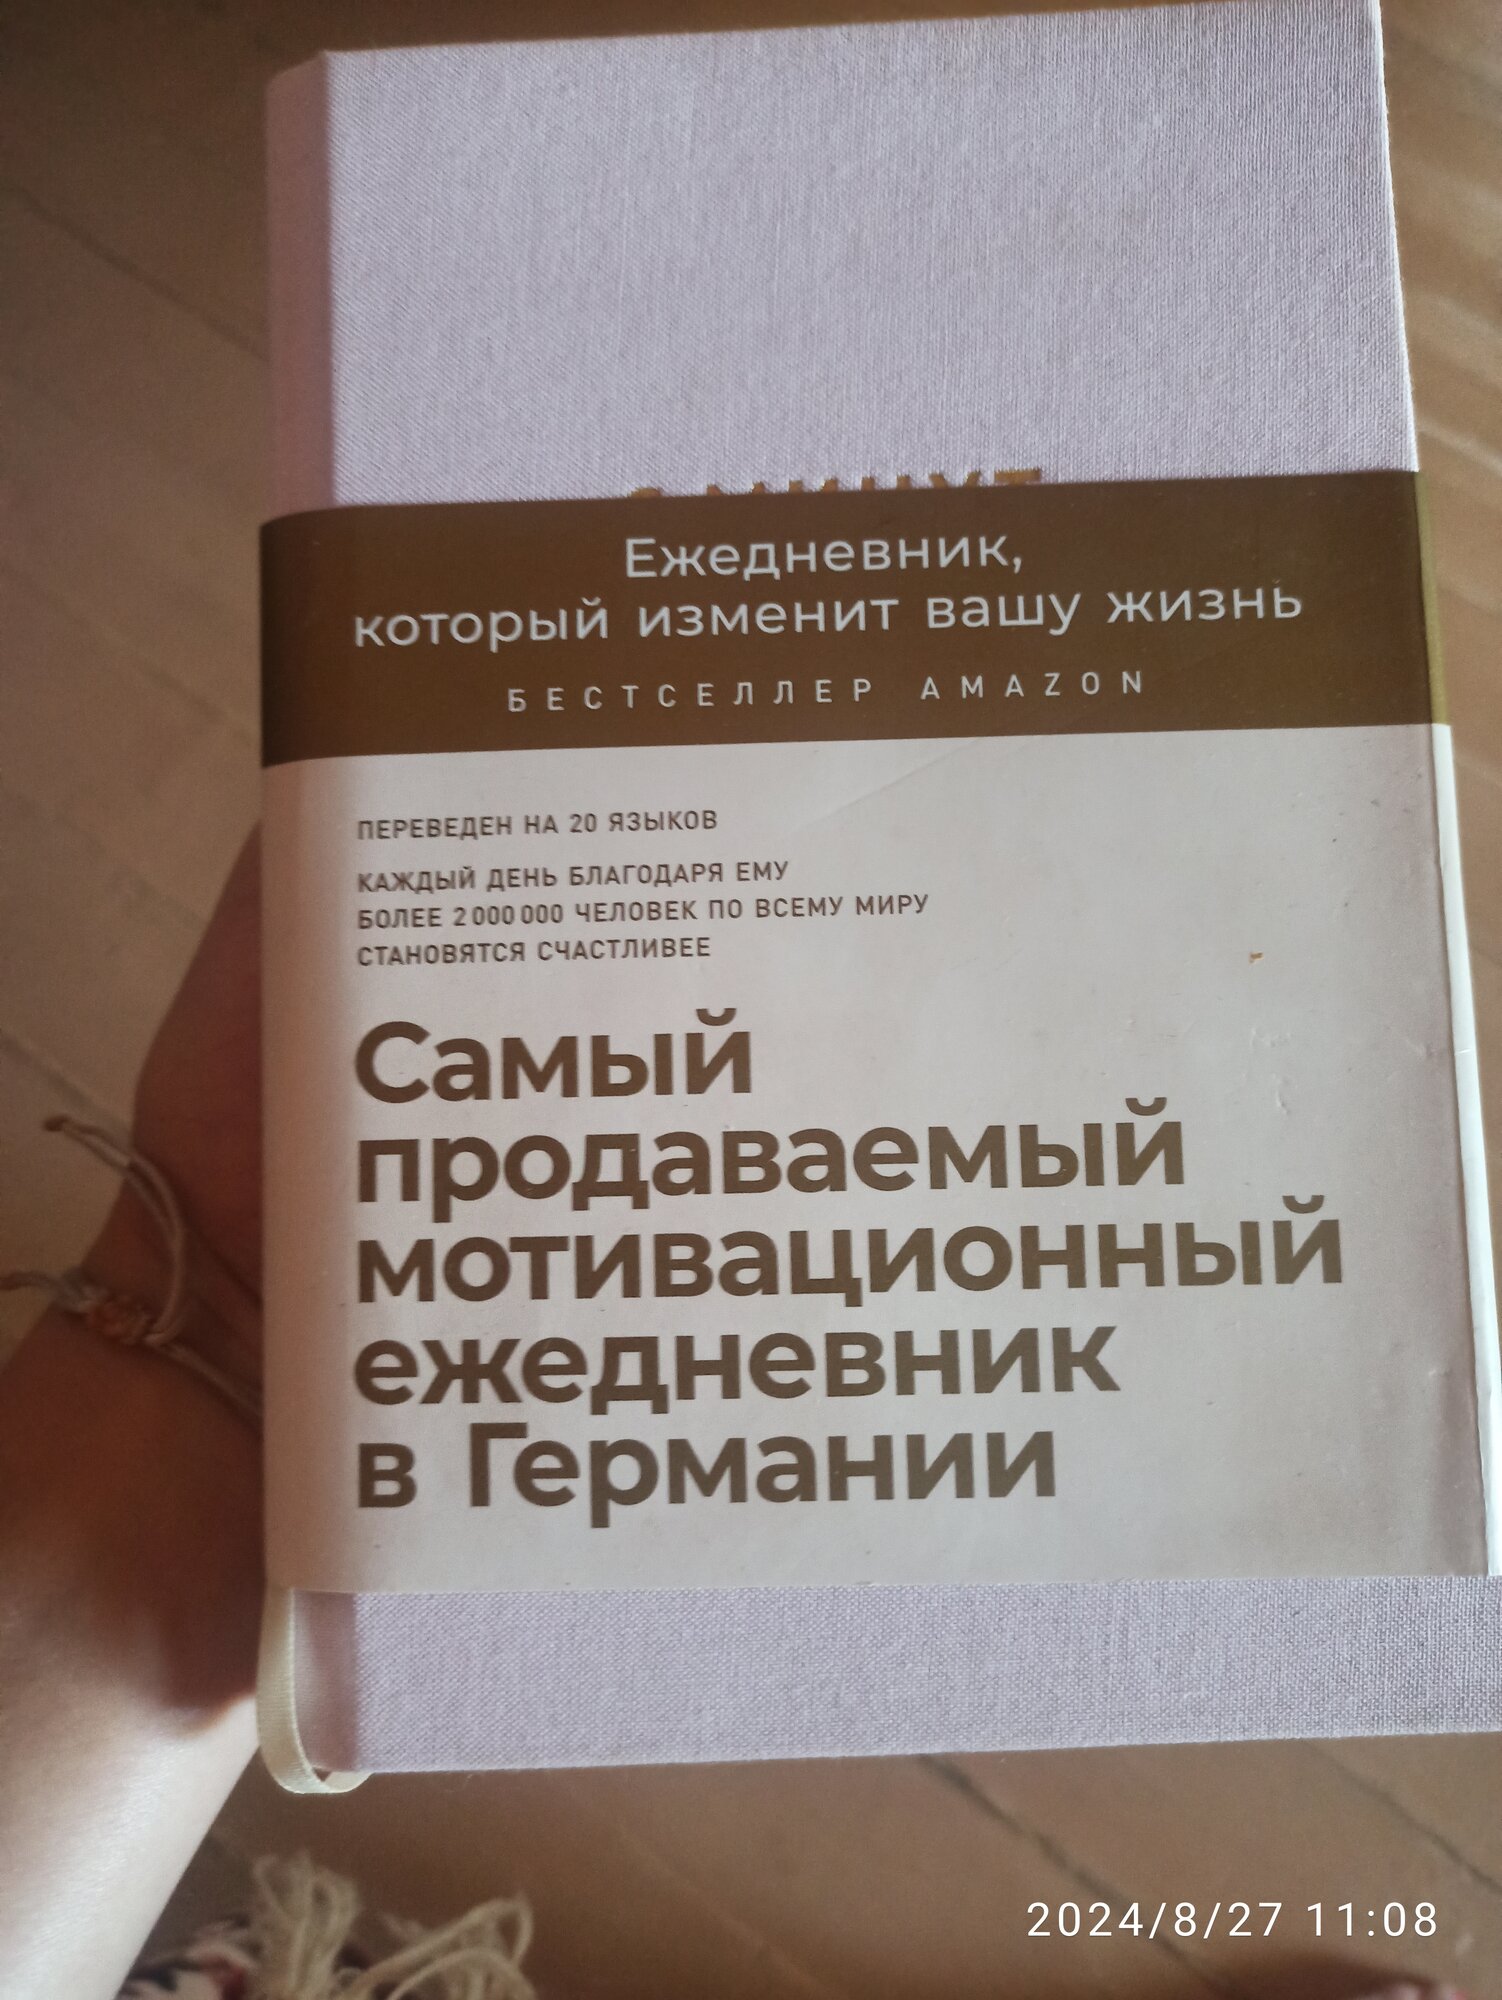 Ежедневник,
который изменит вашу жизнь
БЕСТСЕЛЛЕР AMAZON
ПЕРЕВЕДЕН НА 20 ЯЗЫКОВ
КАЖДЫЙ ДЕНЬ БЛАГОДАРЯ ЕМУ
БОЛЕЕ 2 000 000 ЧЕЛОВЕК ПО ВСЕМУ МИРУ
СТАНОВЯТСЯ СЧАСТЛИВЕЕ
Самый
продаваемый
мотивационный
ежедневник
в Германии
2024/8/27 11:08